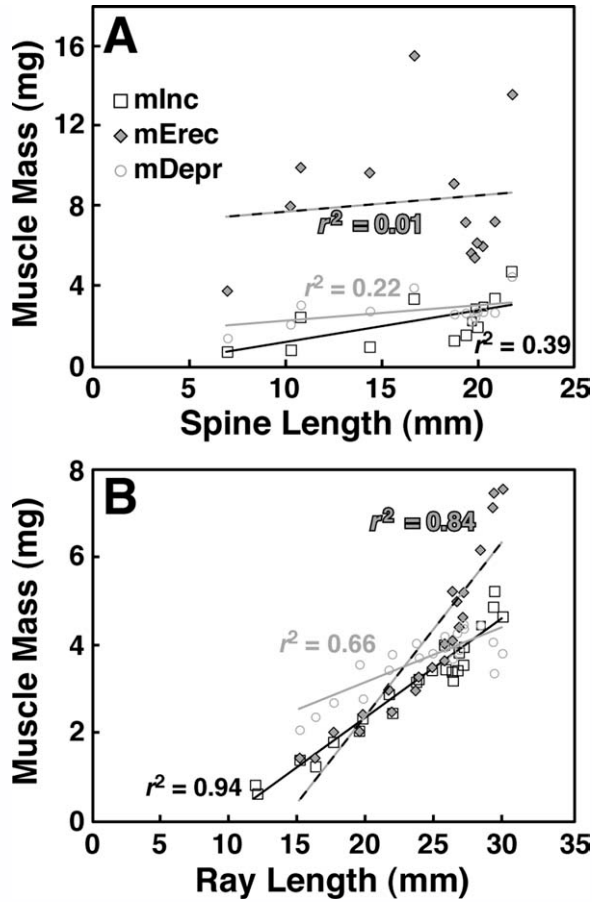 A
16
12
8
4
0
Muscle Mass (mg)
mInc
mErec
mDepr
r² = 0.01
r² = 0.22
r² = 0.39
0 5 10 15 20 25
Spine Length (mm)
B
8
6
4
2
0
Muscle Mass (mg)
r² = 0.84
r² = 0.66
r² = 0.94
0 5 10 15 20 25 30 35
Ray Length (mm)